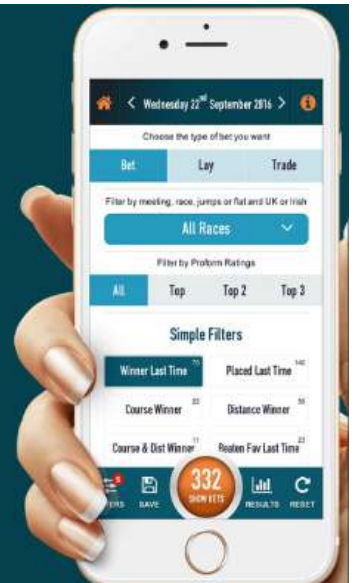 Wednesday 22nd September 2016
Choose the type of bet you want
Bet Lay Trade
Filter by meeting, race, jumps or flat and UK or Irish
All Races
Filter by Proform Ratings
All Top Top 2 Top 3
Simple Filters
Winner Last Time Placed Last Time
Course Winner Distance Winner
Course & Dist Winner Beaten Fav Last Time
332
SHOW BETS
SAVE RESULTS RESET